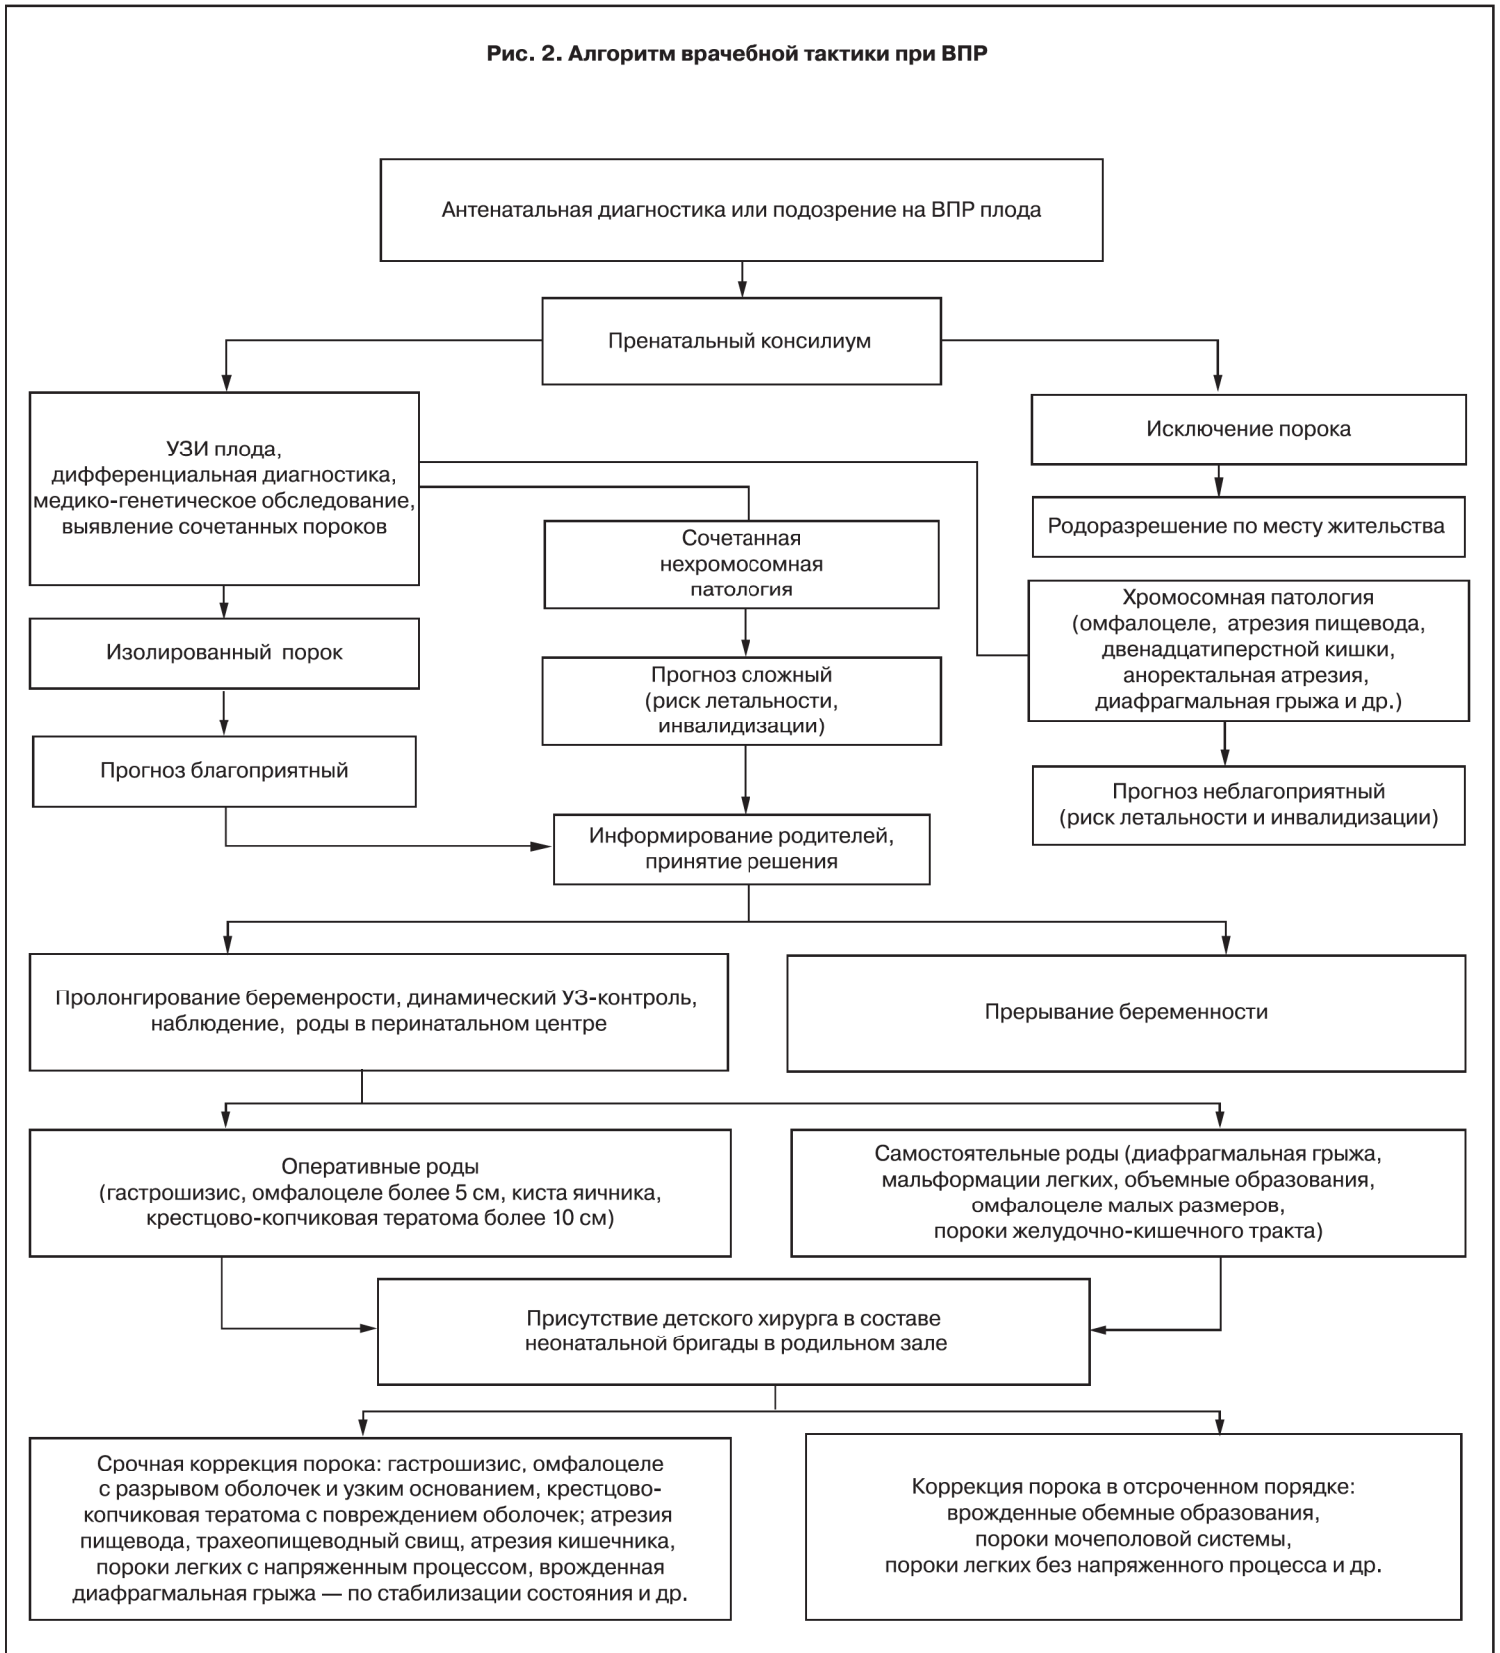 Рис. 2. Алгоритм врачебной тактики при ВПР
Антенатальная диагностика или подозрение на ВПР плода
Пренатальный консилиум
УЗИ плода,
дифференциальная диагностика,
медико-генетическое обследование,
выявление сочетанных пороков
Исключение порока
Родоразрешение по месту жительства
Сочетанная
нехромосомная
патология
Хромосомная патология
(омфалоцеле, атрезия пищевода,
двенадцатиперстной кишки,
аноректальная атрезия,
диафрагмальная грыжа и др.)
Изолированный порок
Прогноз сложный
(риск летальности,
инвалидизации)
Прогноз благоприятный
Прогноз неблагоприятный
(риск летальности и инвалидизации)
Информирование родителей,
принятие решения
Пролонгирование беременрости, динамический УЗ-контроль,
наблюдение, роды в перинатальном центре
Прерывание беременности
Оперативные роды
(гастрошизис, омфалоцеле более 5 см, киста яичника,
крестцово-копчиковая тератома более 10 см)
Самостоятельные роды (диафрагмальная грыжа,
мальформации легких, объемные образования,
омфалоцеле малых размеров,
пороки желудочно-кишечного тракта)
Присутствие детского хирурга в составе
неонатальной бригады в родильном зале
Срочная коррекция порока: гастрошизис, омфалоцеле
с разрывом оболочек и узким основанием, крестцово-
копчиковая тератома с повреждением оболочек; атрезия
пищевода, трахеопищеводный свищ, атрезия кишечника,
пороки легких с напряженным процессом, врожденная
диафрагмальная грыжа — по стабилизации состояния и др.
Коррекция порока в отсроченном порядке:
врожденные обемные образования,
пороки мочеполовой системы,
пороки легких без напряженного процесса и др.